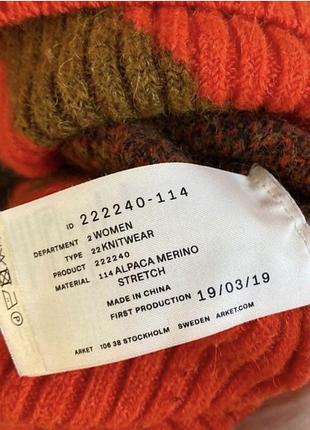 ID 222240-114
DEPARTMENT 2 WOMEN
TYPE 22 KNITWEAR
PRODUCT 222240
MATERIAL 114 ALPACA MERINO
STRETCH
MADE IN CHINA
FIRST PRODUCTION 19/03/19
ARKET 106 38 STOCKHOLM SWEDEN ARKET.COM